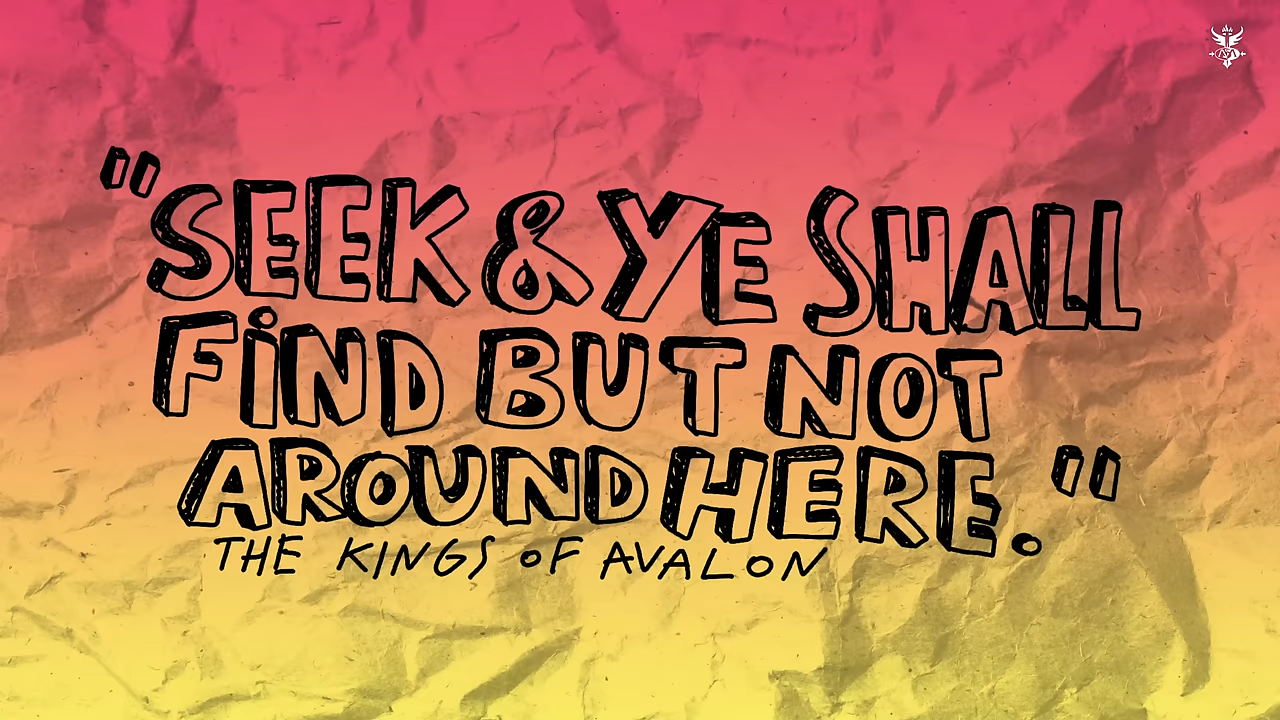 "SEEK & YE SHALL
FiND BUT NOT
AROUND HERE."
THE KINGS OF AVALON